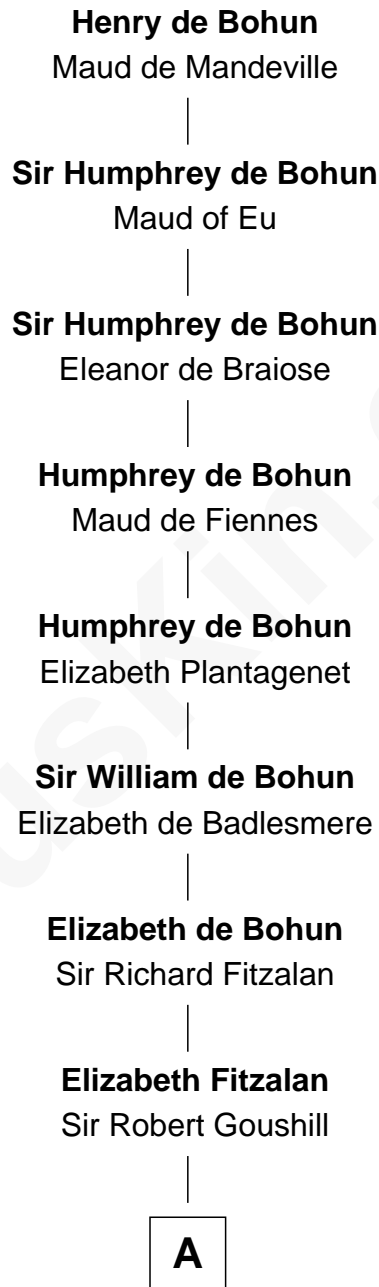 Henry de Bohun
Maud de Mandeville
Sir Humphrey de Bohun
Maud of Eu
Sir Humphrey de Bohun
Eleanor de Braiose
Humphrey de Bohun
Maud de Fiennes
Humphrey de Bohun
Elizabeth Plantagenet
Sir William de Bohun
Elizabeth de Badlesmere
Elizabeth de Bohun
Sir Richard Fitzalan
Elizabeth Fitzalan
Sir Robert Goushill
A